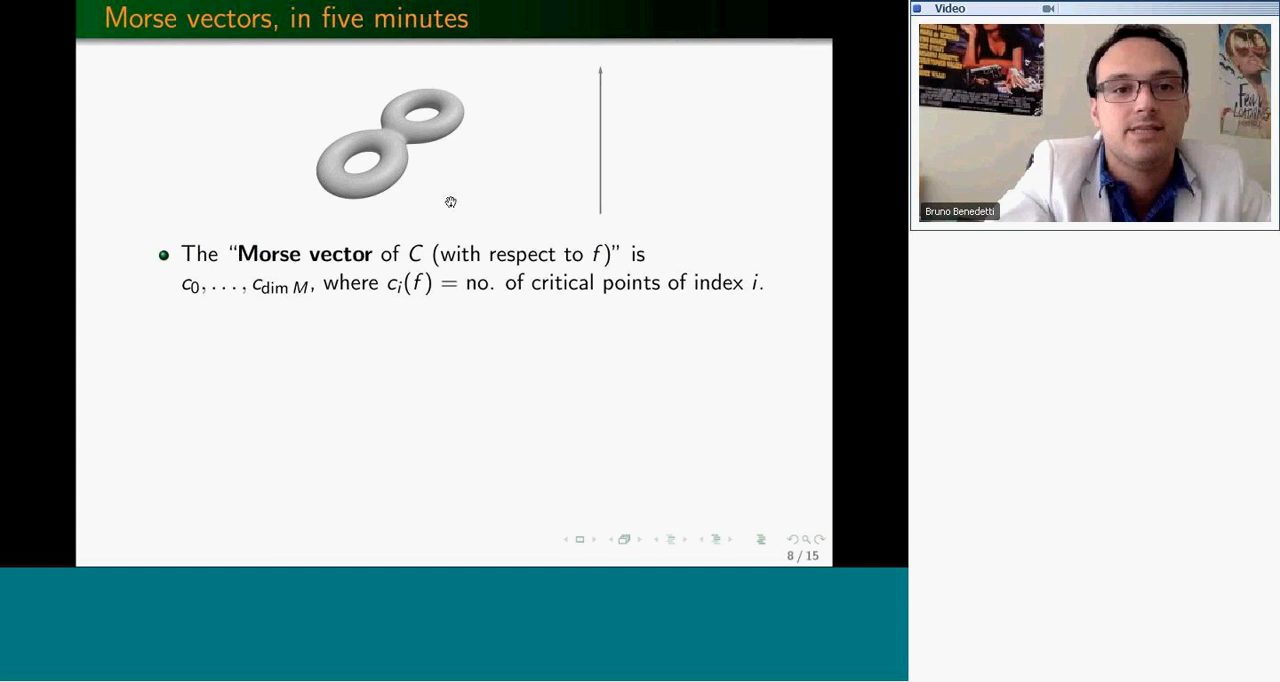 Morse vectors, in five minutes
Video
Bruno Benedetti
The “Morse vector of C (with respect to f)” is
c₀, . . . , c_dim M, where cᵢ(f) = no. of critical points of index i.
8 / 15